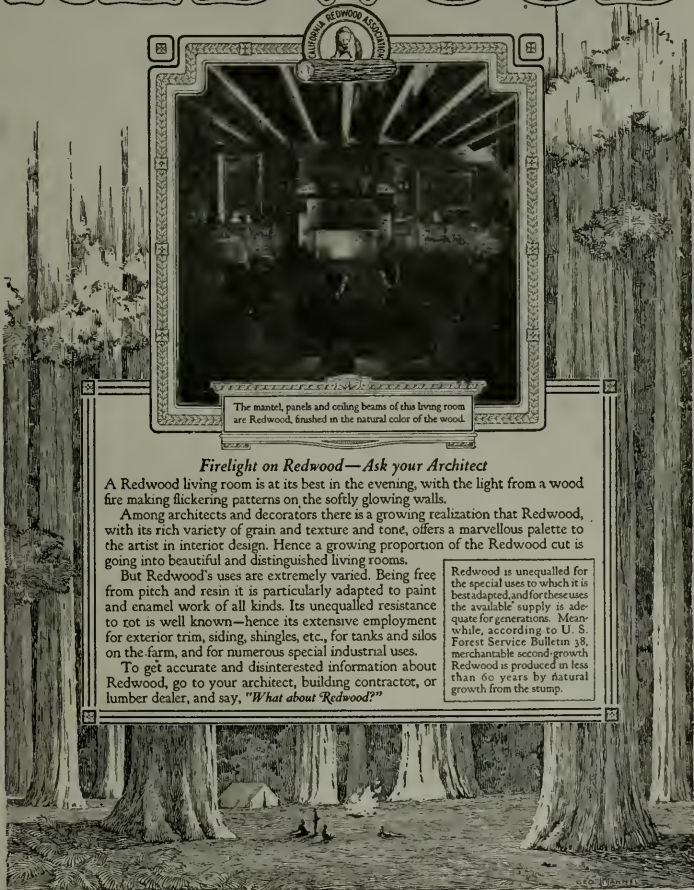 CALIFORNIA REDWOOD ASSOCIATION
The mantel, panels and ceiling beams of this living room
are Redwood, finished in the natural color of the wood.
Firelight on Redwood—Ask your Architect
A Redwood living room is at its best in the evening, with the light from a wood
fire making flickering patterns on the softly glowing walls.
Among architects and decorators there is a growing realization that Redwood,
with its rich variety of grain and texture and tone, offers a marvellous palette to
the artist in interior design. Hence a growing proportion of the Redwood cut is
going into beautiful and distinguished living rooms.
But Redwood's uses are extremely varied. Being free
from pitch and resin it is particularly adapted to paint
and enamel work of all kinds. Its unequalled resistance
to rot is well known—hence its extensive employment
for exterior trim, siding, shingles, etc., for tanks and silos
on the farm, and for numerous special industrial uses.
To get accurate and disinterested information about
Redwood, go to your architect, building contractor, or
lumber dealer, and say, "What about Redwood?"
Redwood is unequalled for
the special uses to which it is
best adapted, and for these uses
the available supply is ade-
quate for generations. Mean-
while, according to U. S.
Forest Service Bulletin 38,
merchantable second-growth
Redwood is produced in less
than 60 years by natural
growth from the stump.
GEO